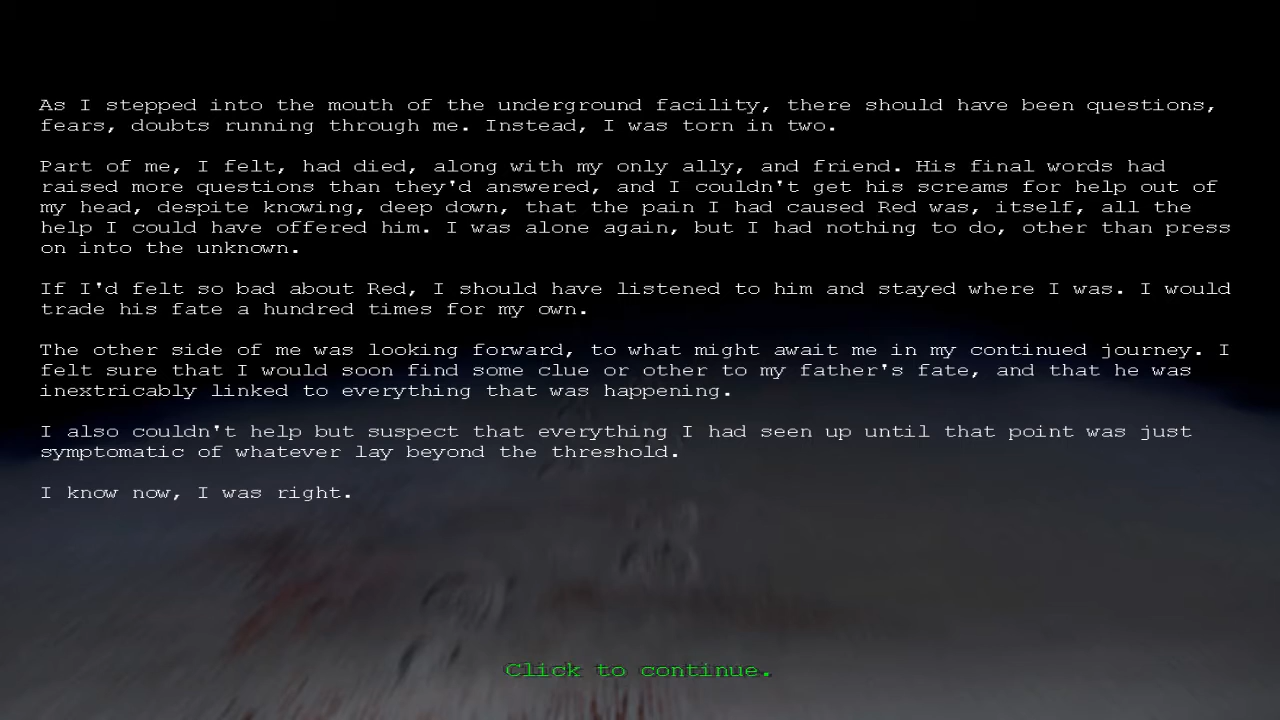 As I stepped into the mouth of the underground facility, there should have been questions,
fears, doubts running through me. Instead, I was torn in two.
Part of me, I felt, had died, along with my only ally, and friend. His final words had
raised more questions than they'd answered, and I couldn't get his screams for help out of
my head, despite knowing, deep down, that the pain I had caused Red was, itself, all the
help I could have offered him. I was alone again, but I had nothing to do, other than press
on into the unknown.
If I'd felt so bad about Red, I should have listened to him and stayed where I was. I would
trade his fate a hundred times for my own.
The other side of me was looking forward, to what might await me in my continued journey. I
felt sure that I would soon find some clue or other to my father's fate, and that he was
inextricably linked to everything that was happening.
I also couldn't help but suspect that everything I had seen up until that point was just
symptomatic of whatever lay beyond the threshold.
I know now, I was right.
Click to continue.